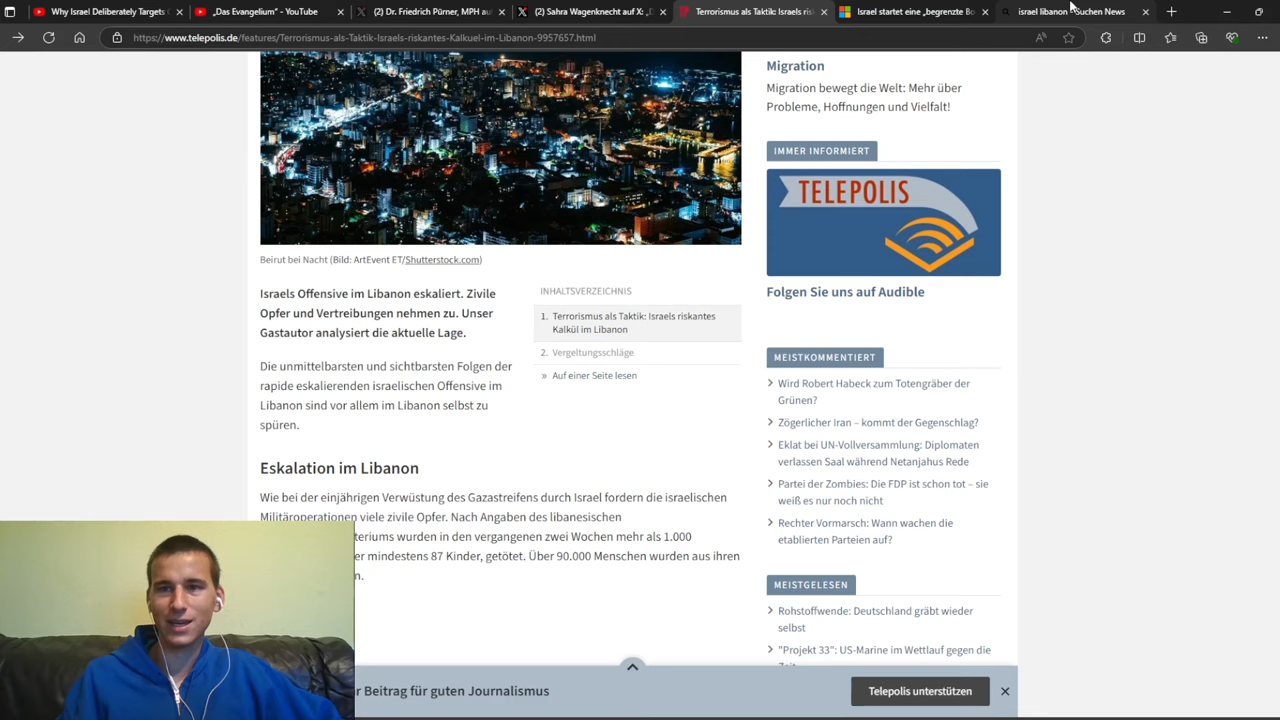 Why Israel Deliberately Targets C
„Das Evangelium" - YouTube
(2) Dr. Friedrich Pürner, MPH auf
(2) Sahra Wagenknecht auf X: „D
Terrorismus als Taktik: Israels ris
Israel startet eine „begrenzte Bo
israel libanon
Suchen News
https://www.telepolis.de/features/Terrorismus-als-Taktik-Israels-riskantes-Kalkuel-im-Libanon-9957657.html
Beirut bei Nacht (Bild: ArtEvent ET/Shutterstock.com)
Israels Offensive im Libanon eskaliert. Zivile
Opfer und Vertreibungen nehmen zu. Unser
Gastautor analysiert die aktuelle Lage.
Die unmittelbarsten und sichtbarsten Folgen der
rapide eskalierenden israelischen Offensive im
Libanon sind vor allem im Libanon selbst zu
spüren.
INHALTSVERZEICHNIS
1. Terrorismus als Taktik: Israels riskantes
Kalkül im Libanon
2. Vergeltungsschläge
» Auf einer Seite lesen
Eskalation im Libanon
Wie bei der einjährigen Verwüstung des Gazastreifens durch Israel fordern die israelischen
Militäroperationen viele zivile Opfer. Nach Angaben des libanesischen
teriums wurden in den vergangenen zwei Wochen mehr als 1.000
er mindestens 87 Kinder, getötet. Über 90.000 Menschen wurden aus ihren
n.
Migration
Migration bewegt die Welt: Mehr über
Probleme, Hoffnungen und Vielfalt!
IMMER INFORMIERT
TELEPOLIS
Folgen Sie uns auf Audible
MEISTKOMMENTIERT
Wird Robert Habeck zum Totengräber der
Grünen?
Zögerlicher Iran – kommt der Gegenschlag?
Eklat bei UN-Vollversammlung: Diplomaten
verlassen Saal während Netanjahus Rede
Partei der Zombies: Die FDP ist schon tot – sie
weiß es nur noch nicht
Rechter Vormarsch: Wann wachen die
etablierten Parteien auf?
MEISTGELESEN
Rohstoffwende: Deutschland gräbt wieder
selbst
"Projekt 33": US-Marine im Wettlauf gegen die
Zeit
r Beitrag für guten Journalismus
Telepolis unterstützen